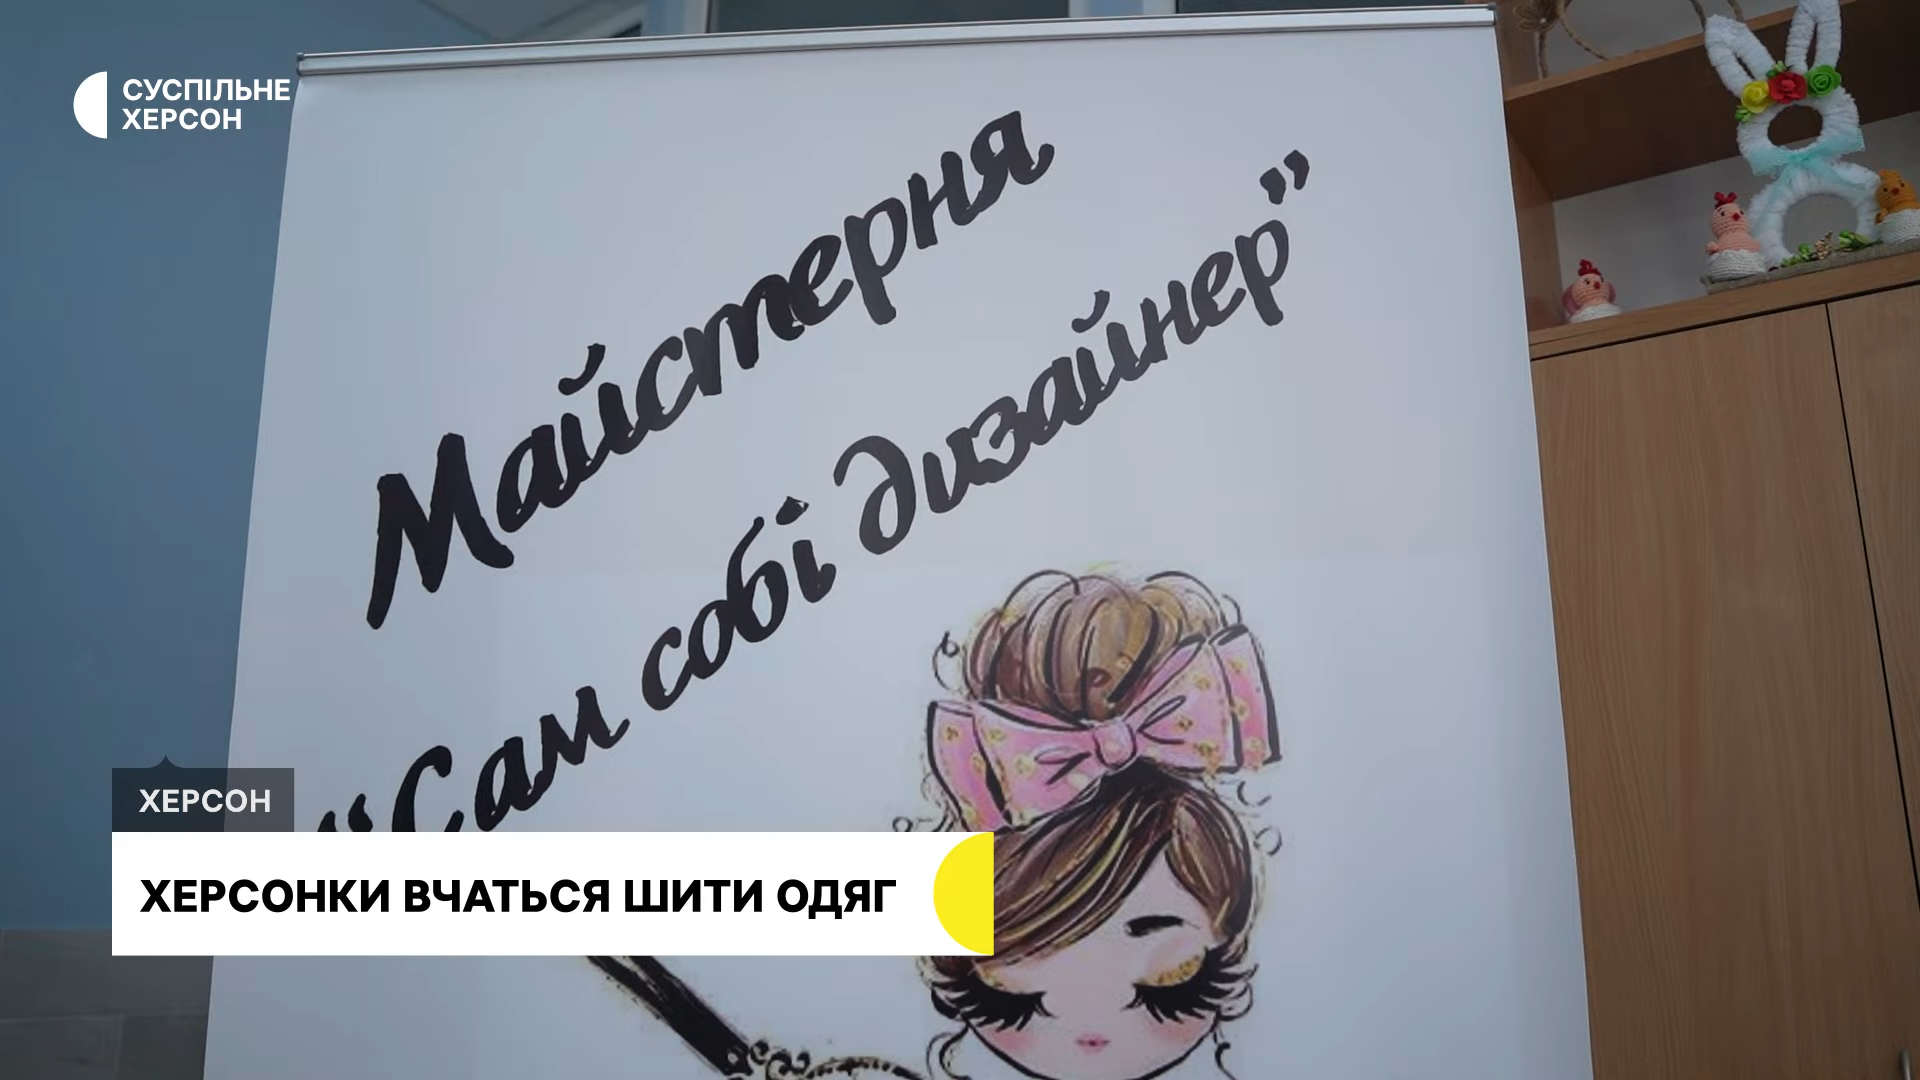 СУСПІЛЬНЕ
ХЕРСОН
Майстерня
“Сам собі дизайнер”
ХЕРСОН
ХЕРСОНКИ ВЧАТЬСЯ ШИТИ ОДЯГ